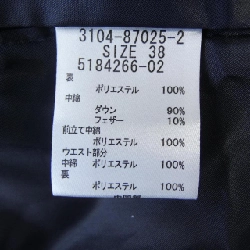 3104-87025-2
SIZE 38
5184266-02
裏
ポリエステル 100%
中綿
ダウン 90%
フェザー 10%
前立て中綿
ポリエステル 100%
ウエスト部分
中綿 ポリエステル 100%
裏
ポリエステル 100%